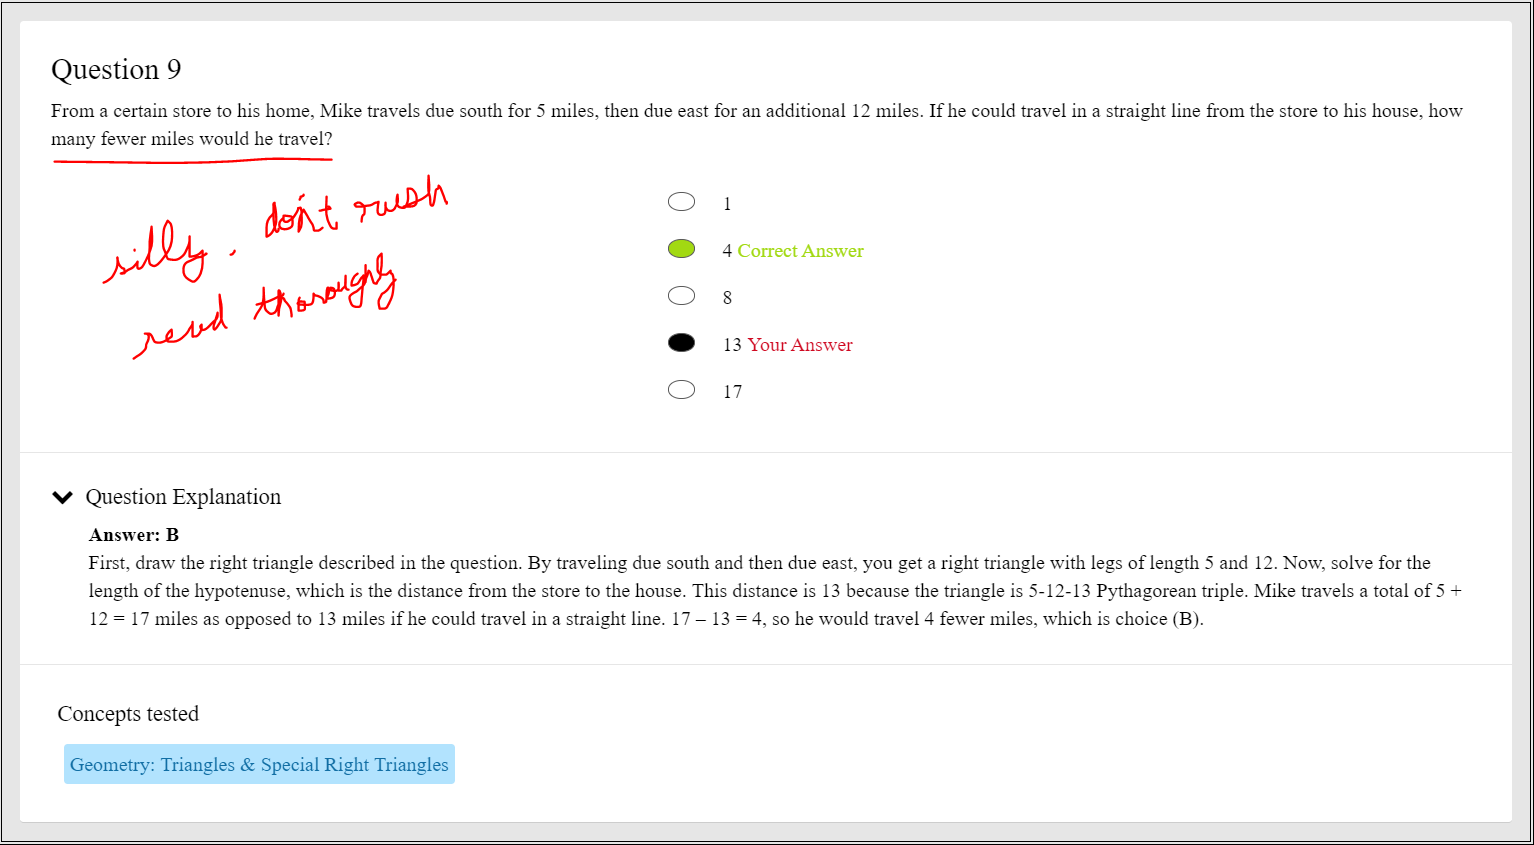 Question 9
From a certain store to his home, Mike travels due south for 5 miles, then due east for an additional 12 miles. If he could travel in a straight line from the store to his house, how
many fewer miles would he travel?
silly. don't rush
read thoroughly
1
4 Correct Answer
8
13 Your Answer
17
Question Explanation
Answer: B
First, draw the right triangle described in the question. By traveling due south and then due east, you get a right triangle with legs of length 5 and 12. Now, solve for the
length of the hypotenuse, which is the distance from the store to the house. This distance is 13 because the triangle is 5-12-13 Pythagorean triple. Mike travels a total of 5 +
12 = 17 miles as opposed to 13 miles if he could travel in a straight line. 17 – 13 = 4, so he would travel 4 fewer miles, which is choice (B).
Concepts tested
Geometry: Triangles & Special Right Triangles